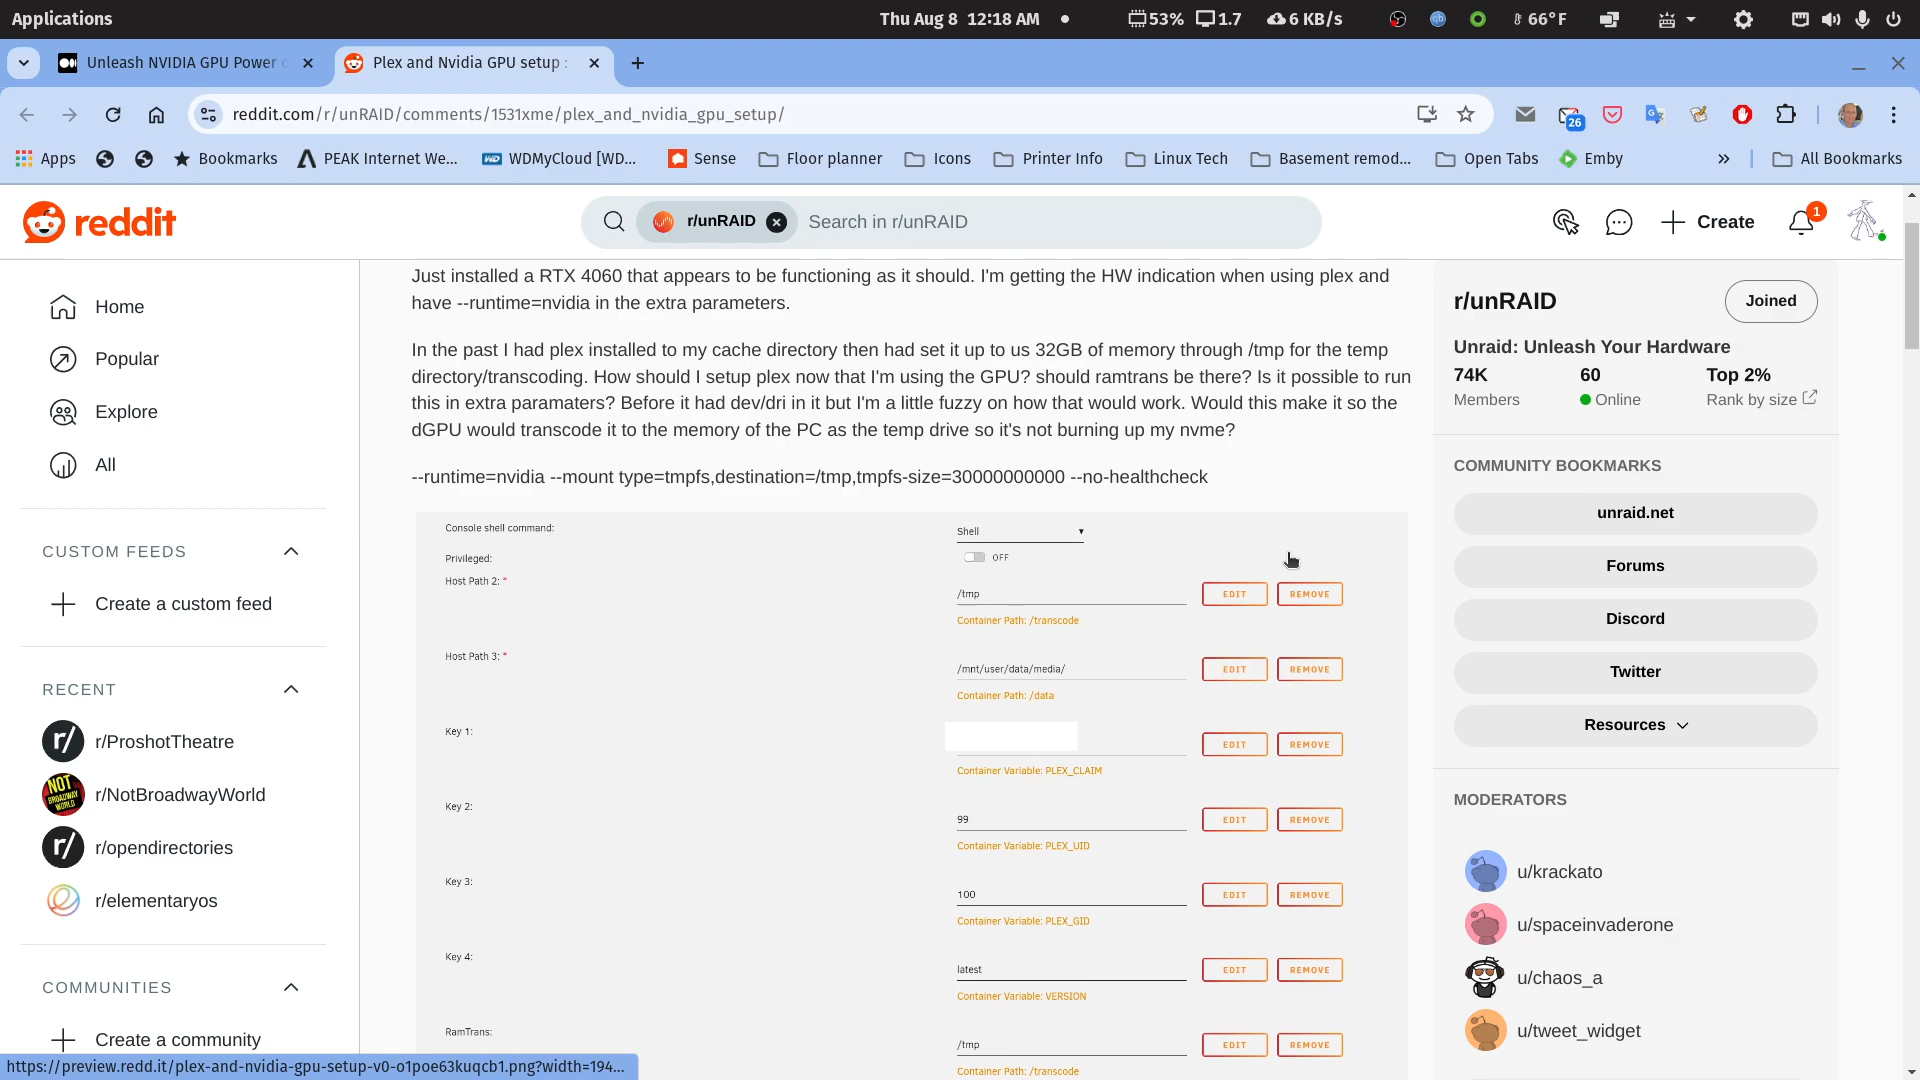 Applications
Thu Aug 8 12:18 AM
53%
1.7
6 KB/s
66°F
Unleash NVIDIA GPU Power
Plex and Nvidia GPU setup :
reddit.com/r/unRAID/comments/1531xme/plex_and_nvidia_gpu_setup/
26
Apps
Bookmarks
PEAK Internet We...
WDMyCloud [WD...
Sense
Floor planner
Icons
Printer Info
Linux Tech
Basement remod...
Open Tabs
Emby
All Bookmarks
reddit
r/unRAID
Search in r/unRAID
Create
1
Home
Popular
Explore
All
CUSTOM FEEDS
Create a custom feed
RECENT
r/ProshotTheatre
r/NotBroadwayWorld
r/opendirectories
r/elementaryos
COMMUNITIES
Create a community
https://preview.redd.it/plex-and-nvidia-gpu-setup-v0-o1poe63kuqcb1.png?width=194...
Just installed a RTX 4060 that appears to be functioning as it should. I'm getting the HW indication when using plex and
have --runtime=nvidia in the extra parameters.
In the past I had plex installed to my cache directory then had set it up to us 32GB of memory through /tmp for the temp
directory/transcoding. How should I setup plex now that I'm using the GPU? should ramtrans be there? Is it possible to run
this in extra paramaters? Before it had dev/dri in it but I'm a little fuzzy on how that would work. Would this make it so the
dGPU would transcode it to the memory of the PC as the temp drive so it's not burning up my nvme?
--runtime=nvidia --mount type=tmpfs,destination=/tmp,tmpfs-size=30000000000 --no-healthcheck
Console shell command:
Shell
Privileged:
OFF
Host Path 2: *
/tmp
EDIT
REMOVE
Container Path: /transcode
Host Path 3: *
/mnt/user/data/media/
EDIT
REMOVE
Container Path: /data
Key 1:
EDIT
REMOVE
Container Variable: PLEX_CLAIM
Key 2:
99
EDIT
REMOVE
Container Variable: PLEX_UID
Key 3:
100
EDIT
REMOVE
Container Variable: PLEX_GID
Key 4:
latest
EDIT
REMOVE
Container Variable: VERSION
RamTrans:
/tmp
EDIT
REMOVE
Container Path: /transcode
r/unRAID
Joined
Unraid: Unleash Your Hardware
74K
60
Top 2%
Members
Online
Rank by size
COMMUNITY BOOKMARKS
unraid.net
Forums
Discord
Twitter
Resources
MODERATORS
u/krackato
u/spaceinvaderone
u/chaos_a
u/tweet_widget